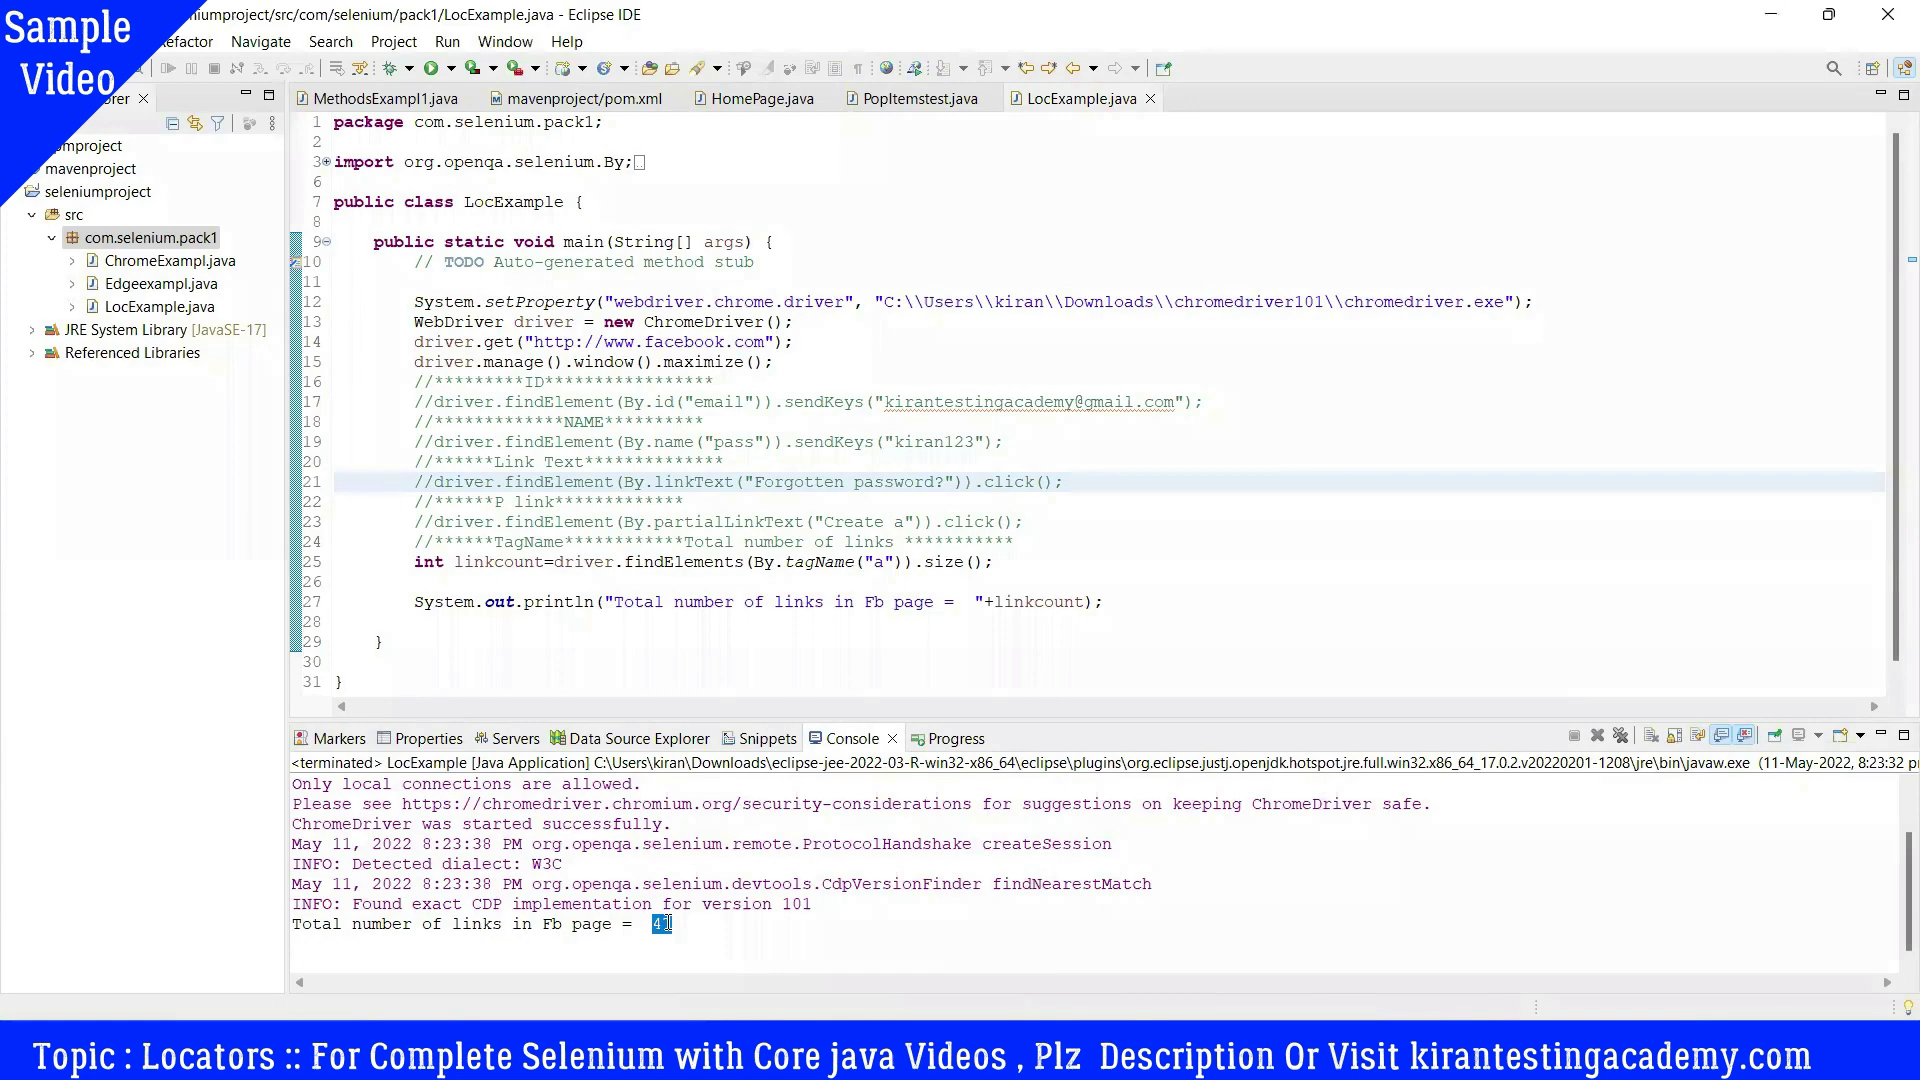 Sample
Video
iumproject/src/com/selenium/pack1/LocExample.java - Eclipse IDE
efactor Navigate Search Project Run Window Help
MethodsExampl1.java mavenproject/pom.xml HomePage.java PopItemstest.java LocExample.java
mavenproject
seleniumproject
src
com.selenium.pack1
ChromeExampl.java
Edgeexampl.java
LocExample.java
JRE System Library [JavaSE-17]
Referenced Libraries
1 package com.selenium.pack1;
2
3 import org.openqa.selenium.By;
6
7 public class LocExample {
8
9 public static void main(String[] args) {
10 // TODO Auto-generated method stub
11
12 System.setProperty("webdriver.chrome.driver", "C:\\Users\\kiran\\Downloads\\chromedriver101\\chromedriver.exe");
13 WebDriver driver = new ChromeDriver();
14 driver.get("http://www.facebook.com");
15 driver.manage().window().maximize();
16 //*********ID*****************
17 //driver.findElement(By.id("email")).sendKeys("kirantestingacademy@gmail.com");
18 //*************NAME**********
19 //driver.findElement(By.name("pass")).sendKeys("kiran123");
20 //******Link Text**************
21 //driver.findElement(By.linkText("Forgotten password?")).click();
22 //******P link*************
23 //driver.findElement(By.partialLinkText("Create a")).click();
24 //******TagName************Total number of links ***********
25 int linkcount=driver.findElements(By.tagName("a")).size();
26
27 System.out.println("Total number of links in Fb page =  "+linkcount);
28
29 }
30
31 }
Markers Properties Servers Data Source Explorer Snippets Console Progress
<terminated> LocExample [Java Application] C:\Users\kiran\Downloads\eclipse-jee-2022-03-R-win32-x86_64\eclipse\plugins\org.eclipse.justj.openjdk.hotspot.jre.full.win32.x86_64_17.0.2.v20220201-1208\jre\bin\javaw.exe (11-May-2022, 8:23:32 p
Only local connections are allowed.
Please see https://chromedriver.chromium.org/security-considerations for suggestions on keeping ChromeDriver safe.
ChromeDriver was started successfully.
May 11, 2022 8:23:38 PM org.openqa.selenium.remote.ProtocolHandshake createSession
INFO: Detected dialect: W3C
May 11, 2022 8:23:38 PM org.openqa.selenium.devtools.CdpVersionFinder findNearestMatch
INFO: Found exact CDP implementation for version 101
Total number of links in Fb page =
Topic : Locators :: For Complete Selenium with Core java Videos , Plz Description Or Visit kirantestingacademy.com